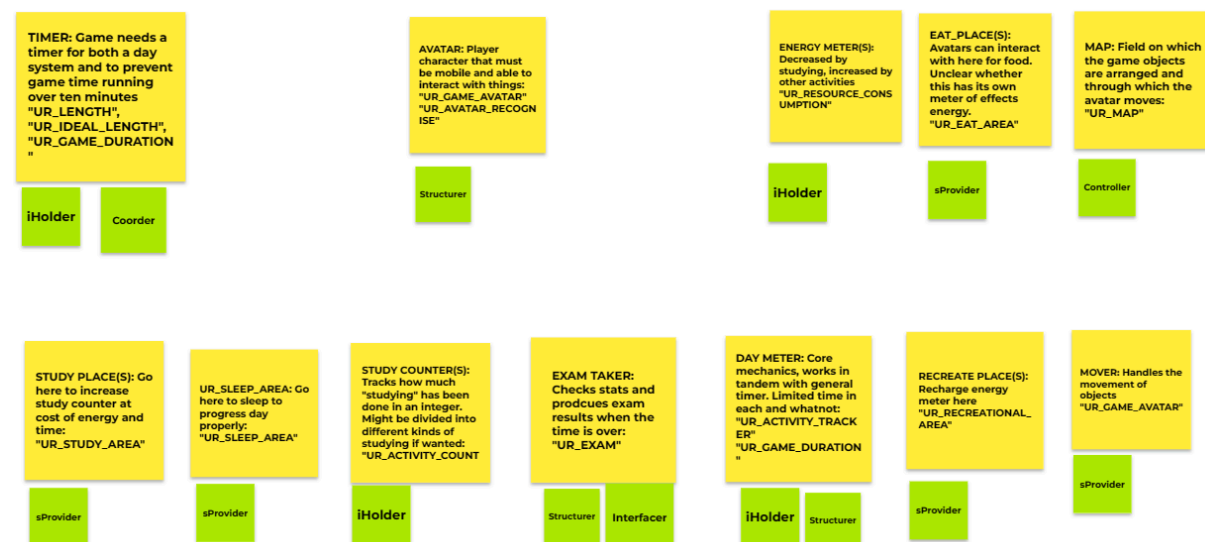 TIMER: Game needs a
timer for both a day
system and to prevent
game time running
over ten minutes
"UR_LENGTH",
"UR_IDEAL_LENGTH",
"UR_GAME_DURATION
"
iHolder
Coorder
AVATAR: Player
character that must
be mobile and able to
interact with things:
"UR_GAME_AVATAR"
"UR_AVATAR_RECOG
NISE"
Structurer
ENERGY METER(S):
Decreased by
studying, increased by
other activities
"UR_RESOURCE_CONS
UMPTION"
iHolder
EAT_PLACE(S):
Avatars can interact
with here for food.
Unclear whether
this has its own
meter of effects
energy.
"UR_EAT_AREA"
sProvider
MAP: Field on which
the game objects
are arranged and
through which the
avatar moves:
"UR_MAP"
Controller
STUDY PLACE(S): Go
here to increase
study counter at
cost of energy and
time:
"UR_STUDY_AREA"
sProvider
UR_SLEEP_AREA: Go
here to sleep to
progress day
properly:
"UR_SLEEP_AREA"
sProvider
STUDY COUNTER(S):
Tracks how much
"studying" has been
done in an integer.
Might be divided into
different kinds of
studying if wanted:
"UR_ACTIVITY_COUNT
iHolder
EXAM TAKER:
Checks stats and
prodcues exam
results when the
time is over:
"UR_EXAM"
Structurer
Interfacer
DAY METER: Core
mechanics, works in
tandem with general
timer. Limited time in
each and whatnot:
"UR_ACTIVITY_TRACK
ER"
"UR_GAME_DURATION
"
iHolder
Structurer
RECREATE PLACE(S):
Recharge energy
meter here
"UR_RECREATIONAL_
AREA"
sProvider
MOVER: Handles the
movement of
objects
"UR_GAME_AVATAR"
sProvider